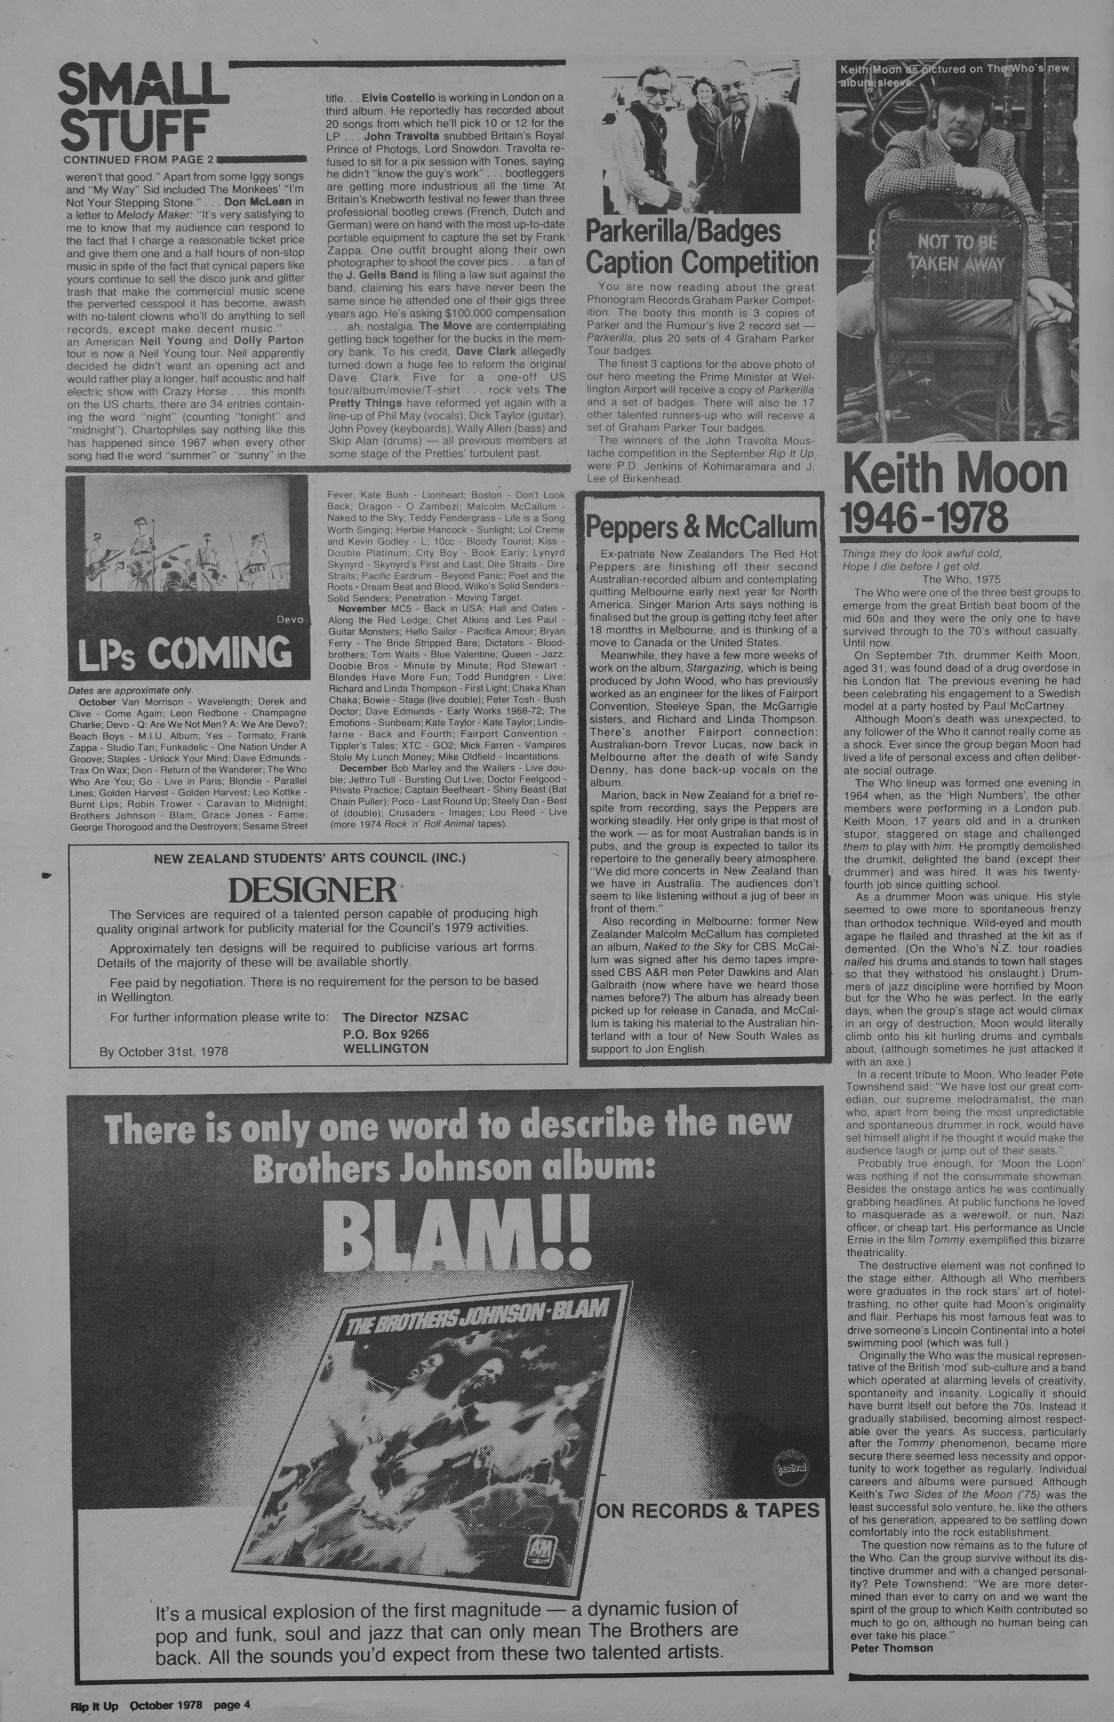 SMALL
STUFF
CONTINUED FROM PAGE 2
weren't that good." Apart from some Iggy songs
and "My Way" Sid included The Monkees' "I'm
Not Your Stepping Stone." . . . Don McLean in
a letter to Melody Maker: "It's very satisfying to
me to know that my audience can respond to
the fact that I charge a reasonable ticket price
and give them one and a half hours of non-stop
music in spite of the fact that cynical papers like
yours continue to sell the disco junk and glitter
trash that make the commercial music scene
the perverted cesspool it has become, awash
with no-talent clowns who'll do anything to sell
records, except make decent music." . . .
an American Neil Young and Dolly Parton
tour is now a Neil Young tour. Neil apparently
decided he didn't want an opening act and
would rather play a longer, half acoustic and half
electric show with Crazy Horse . . . this month
on the US charts, there are 34 entries contain-
ing the word "night" (counting "tonight" and
"midnight"). Chartophiles say nothing like this
has happened since 1967 when every other
song had the word "summer" or "sunny" in the
title. . . Elvis Costello is working in London on a
third album. He reportedly has recorded about
20 songs from which he'll pick 10 or 12 for the
LP . . . John Travolta snubbed Britain's Royal
Prince of Photogs, Lord Snowdon. Travolta re-
fused to sit for a pix session with Tones, saying
he didn't "know the guy's work" . . . bootleggers
are getting more industrious all the time. At
Britain's Knebworth festival no fewer than three
professional bootleg crews (French, Dutch and
German) were on hand with the most up-to-date
portable equipment to capture the set by Frank
Zappa. One outfit brought along their own
photographer to shoot the cover pics . . . a fan of
the J. Geils Band is filing a law suit against the
band, claiming his ears have never been the
same since he attended one of their gigs three
years ago. He's asking $100,000 compensation
. . . ah, nostalgia. The Move are contemplating
getting back together for the bucks in the mem-
ory bank. To his credit, Dave Clark allegedly
turned down a huge fee to reform the original
Dave Clark Five for a one-off US
tour/album/movie/T-shirt . . . rock vets The
Pretty Things have reformed yet again with a
line-up of Phil May (vocals), Dick Taylor (guitar),
John Povey (keyboards), Wally Allen (bass) and
Skip Alan (drums) — all previous members at
some stage of the Pretties' turbulent past.
Devo
LPs COMING
Dates are approximate only.
October Van Morrison - Wavelength; Derek and
Clive - Come Again; Leon Redbone - Champagne
Charlie; Devo - Q: Are We Not Men? A: We Are Devo?;
Beach Boys - M.I.U. Album; Yes - Tormato; Frank
Zappa - Studio Tan; Funkadelic - One Nation Under A
Groove; Staples - Unlock Your Mind; Dave Edmunds -
Trax On Wax; Dion - Return of the Wanderer; The Who
Who Are You; Go - Live in Paris; Blondie - Parallel
Lines; Golden Harvest - Golden Harvest; Leo Kottke -
Burnt Lips; Robin Trower - Caravan to Midnight;
Brothers Johnson - Blam; Grace Jones - Fame;
George Thorogood and the Destroyers; Sesame Street
Fever; Kate Bush - Lionheart; Boston - Don't Look
Back; Dragon - O Zambezi; Malcolm McCallum -
Naked to the Sky; Teddy Pendergrass - Life is a Song
Worth Singing; Herbie Hancock - Sunlight; Lol Creme
and Kevin Godley - L; 10cc - Bloody Tourist; Kiss -
Double Platinum; City Boy - Book Early; Lynyrd
Skynyrd - Skynyrd's First and Last; Dire Straits - Dire
Straits; Pacific Eardrum - Beyond Panic; Poet and the
Roots - Dream Beat and Blood, Wilko's Solid Senders -
Solid Senders; Penetration - Moving Target.
November MC5 - Back in USA; Hall and Oates -
Along the Red Ledge; Chet Atkins and Les Paul -
Guitar Monsters; Hello Sailor - Pacifica Amour; Bryan
Ferry - The Bride Stripped Bare; Dictators - Blood-
brothers; Tom Waits - Blue Valentine; Queen - Jazz;
Doobie Bros - Minute by Minute; Rod Stewart -
Blondes Have More Fun; Todd Rundgren - Live;
Richard and Linda Thompson - First Light; Chaka Khan
Chaka; Bowie - Stage (live double); Peter Tosh - Bush
Doctor; Dave Edmunds - Early Works 1968-72; The
Emotions - Sunbeam; Kate Taylor - Kate Taylor; Lindis-
farne - Back and Fourth; Fairport Convention -
Tippler's Tales; XTC - GO2; Mick Farren - Vampires
Stole My Lunch Money; Mike Oldfield - Incantations.
December Bob Marley and the Wailers - Live dou-
ble; Jethro Tull - Bursting Out Live; Doctor Feelgood -
Private Practice; Captain Beefheart - Shiny Beast (Bat
Chain Puller); Poco - Last Round Up; Steely Dan - Best
of (double); Crusaders - Images; Lou Reed - Live
(more 1974 Rock 'n' Roll Animal tapes).
NEW ZEALAND STUDENTS' ARTS COUNCIL (INC.)
DESIGNER
The Services are required of a talented person capable of producing high
quality original artwork for publicity material for the Council's 1979 activities.
Approximately ten designs will be required to publicise various art forms.
Details of the majority of these will be available shortly.
Fee paid by negotiation. There is no requirement for the person to be based
in Wellington.
For further information please write to: The Director NZSAC
P.O. Box 9266
By October 31st, 1978 WELLINGTON
Parkerilla/Badges
Caption Competition
You are now reading about the great
Phonogram Records Graham Parker Compet-
ition. The booty this month is 3 copies of
Parker and the Rumour's live 2 record set —
Parkerilla, plus 20 sets of 4 Graham Parker
Tour badges.
The finest 3 captions for the above photo of
our hero meeting the Prime Minister at Wel-
lington Airport will receive a copy of Parkerilla
and a set of badges. There will also be 17
other talented runners-up who will receive a
set of Graham Parker Tour badges.
The winners of the John Travolta Mous-
tache competition in the September Rip It Up
were P.D. Jenkins of Kohimaramara and J.
Lee of Birkenhead.
Peppers & McCallum
Ex-patriate New Zealanders The Red Hot
Peppers are finishing off their second
Australian-recorded album and contemplating
quitting Melbourne early next year for North
America. Singer Marion Arts says nothing is
finalised but the group is getting itchy feet after
18 months in Melbourne, and is thinking of a
move to Canada or the United States.
Meanwhile, they have a few more weeks of
work on the album, Stargazing, which is being
produced by John Wood, who has previously
worked as an engineer for the likes of Fairport
Convention, Steeleye Span, the McGarrigle
sisters, and Richard and Linda Thompson.
There's another Fairport connection:
Australian-born Trevor Lucas, now back in
Melbourne after the death of wife Sandy
Denny, has done back-up vocals on the
album.
Marion, back in New Zealand for a brief re-
spite from recording, says the Peppers are
working steadily. Her only gripe is that most of
the work — as for most Australian bands is in
pubs, and the group is expected to tailor its
repertoire to the generally beery atmosphere.
"We did more concerts in New Zealand than
we have in Australia. The audiences don't
seem to like listening without a jug of beer in
front of them."
Also recording in Melbourne: former New
Zealander Malcolm McCallum has completed
an album, Naked to the Sky for CBS. McCal-
lum was signed after his demo tapes impre-
ssed CBS A&R men Peter Dawkins and Alan
Galbraith (now where have we heard those
names before?) The album has already been
picked up for release in Canada, and McCal-
lum is taking his material to the Australian hin-
terland with a tour of New South Wales as
support to Jon English.
Keith Moon as pictured on The Who's new
album sleeve.
NOT TO BE
TAKEN AWAY
Keith Moon
1946-1978
Things they do look awful cold,
Hope I die before I get old.
The Who, 1975
The Who were one of the three best groups to
emerge from the great British beat boom of the
mid 60s and they were the only one to have
survived through to the 70's without casualty.
Until now.
On September 7th, drummer Keith Moon,
aged 31, was found dead of a drug overdose in
his London flat. The previous evening he had
been celebrating his engagement to a Swedish
model at a party hosted by Paul McCartney.
Although Moon's death was unexpected, to
any follower of the Who it cannot really come as
a shock. Ever since the group began Moon had
lived a life of personal excess and often deliber-
ate social outrage.
The Who lineup was formed one evening in
1964 when, as the 'High Numbers', the other
members were performing in a London pub.
Keith Moon, 17 years old and in a drunken
stupor, staggered on stage and challenged
them to play with him. He promptly demolished
the drumkit, delighted the band (except their
drummer) and was hired. It was his twenty-
fourth job since quitting school.
As a drummer Moon was unique. His style
seemed to owe more to spontaneous frenzy
than orthodox technique. Wild-eyed and mouth
agape he flailed and thrashed at the kit as if
demented. (On the Who's N.Z. tour roadies
nailed his drums and stands to town hall stages
so that they withstood his onslaught.) Drum-
mers of jazz discipline were horrified by Moon
but for the Who he was perfect. In the early
days, when the group's stage act would climax
in an orgy of destruction, Moon would literally
climb onto his kit hurling drums and cymbals
about, (although sometimes he just attacked it
with an axe.)
In a recent tribute to Moon, Who leader Pete
Townshend said: "We have lost our great com-
edian, our supreme melodramatist, the man
who, apart from being the most unpredictable
and spontaneous drummer in rock, would have
set himself alight if he thought it would make the
audience laugh or jump out of their seats."
Probably true enough, for 'Moon the Loon'
was nothing if not the consummate showman.
Besides the onstage antics he was continually
grabbing headlines. At public functions he loved
to masquerade as a werewolf, or nun, Nazi
officer, or cheap tart. His performance as Uncle
Ernie in the film Tommy exemplified this bizarre
theatricality.
The destructive element was not confined to
the stage either. Although all Who members
were graduates in the rock stars' art of hotel-
trashing, no other quite had Moon's originality
and flair. Perhaps his most famous feat was to
drive someone's Lincoln Continental into a hotel
swimming pool (which was full.)
Originally the Who was the musical represen-
tative of the British 'mod' sub-culture and a band
which operated at alarming levels of creativity,
spontaneity and insanity. Logically it should
have burnt itself out before the 70s. Instead it
gradually stabilised, becoming almost respect-
able over the years. As success, particularly
after the Tommy phenomenon, became more
secure there seemed less necessity and oppor-
tunity to work together as regularly. Individual
careers and albums were pursued. Although
Keith's Two Sides of the Moon ('75) was the
least successful solo venture, he, like the others
of his generation, appeared to be settling down
comfortably into the rock establishment.
The question now remains as to the future of
the Who. Can the group survive without its dis-
tinctive drummer and with a changed personal-
ity? Pete Townshend: "We are more deter-
mined than ever to carry on and we want the
spirit of the group to which Keith contributed so
much to go on, although no human being can
ever take his place."
Peter Thomson
There is only one word to describe the new
Brothers Johnson album:
BLAM!!
THE BROTHERS JOHNSON·BLAM
festival
A&M
ON RECORDS & TAPES
It's a musical explosion of the first magnitude — a dynamic fusion of
pop and funk, soul and jazz that can only mean The Brothers are
back. All the sounds you'd expect from these two talented artists.
Rip It Up October 1978 page 4